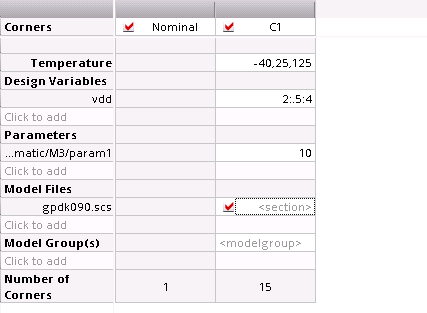 Corners Nominal C1
Temperature -40,25,125
Design Variables
vdd 2:.5:4
Click to add
Parameters
...matic/M3/param1 10
Click to add
Model Files
gpdk090.scs <section>
Click to add
Model Group(s) <modelgroup>
Click to add
Number of
Corners 1 15